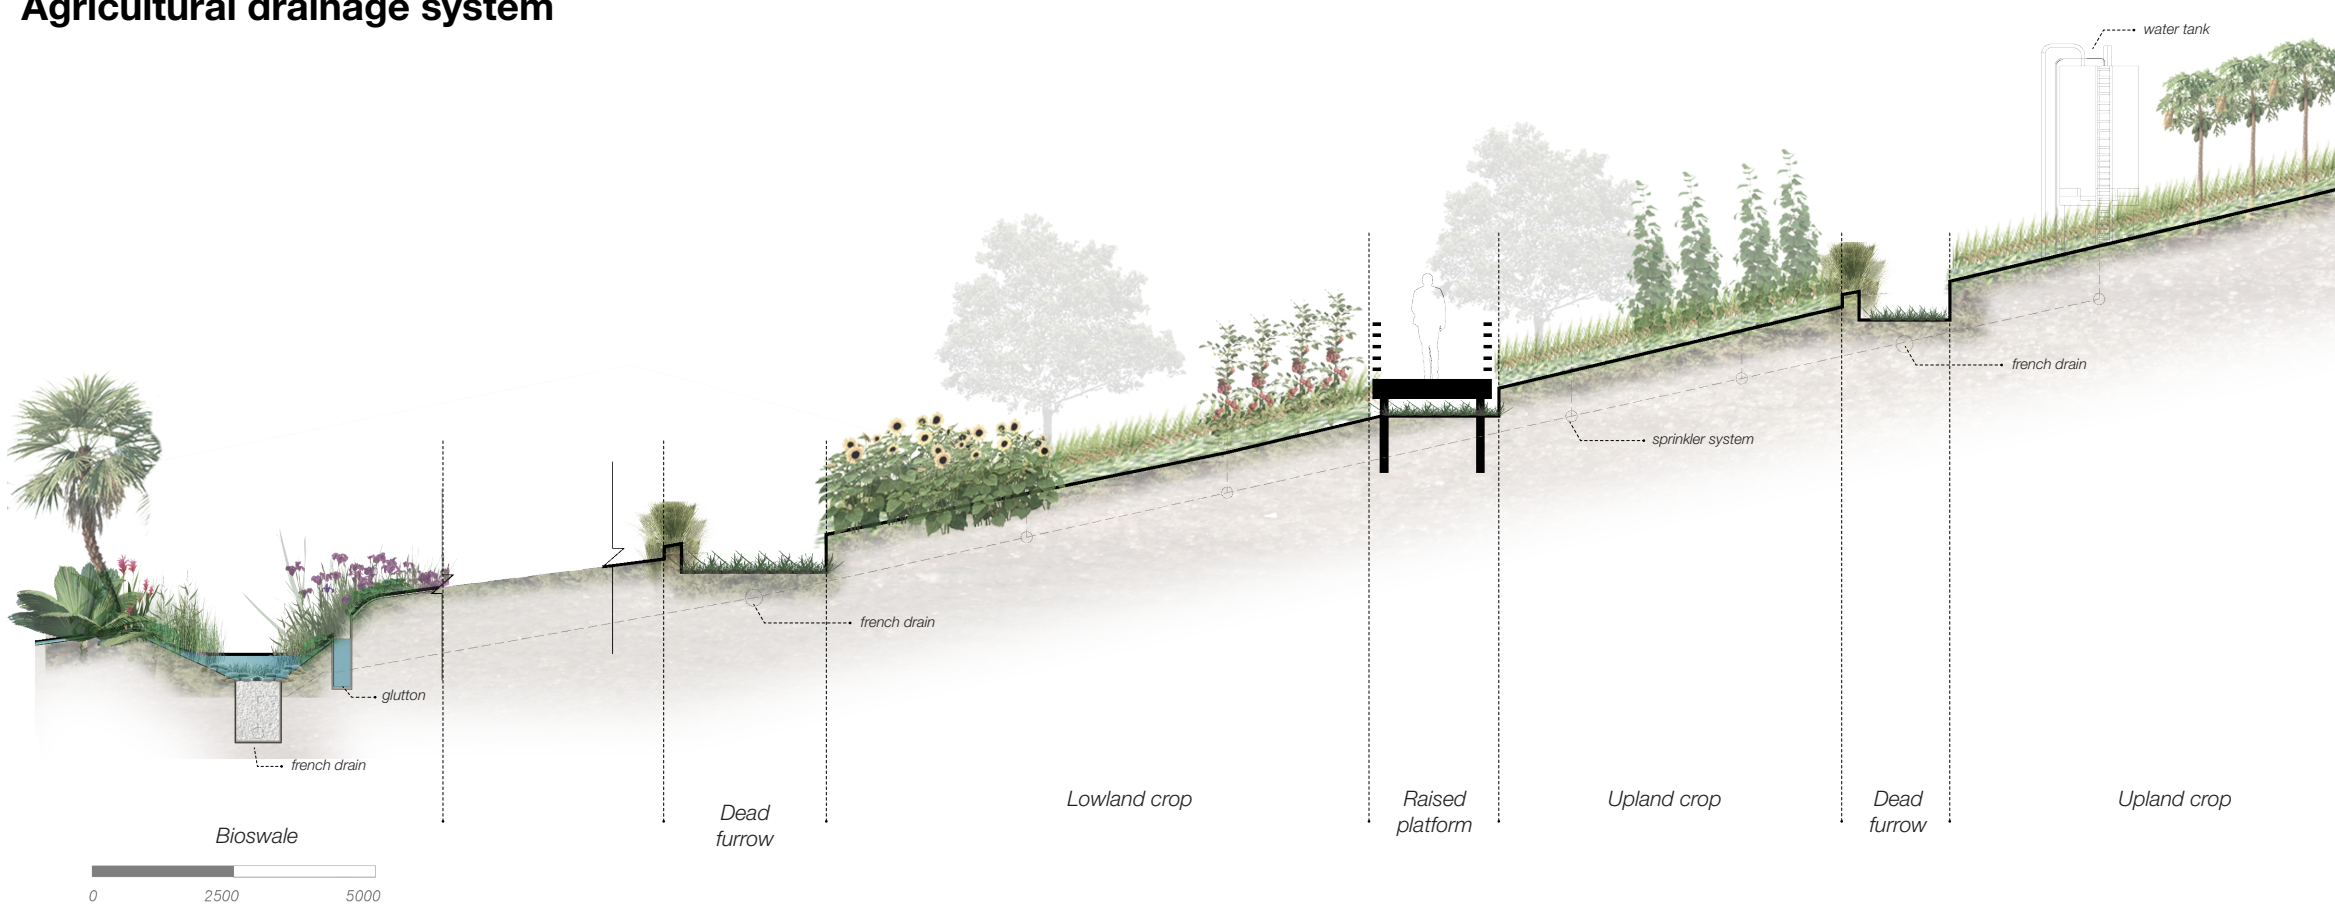 Agricultural drainage system
water tank
french drain
sprinkler system
french drain
glutton
french drain
Bioswale
Dead
furrow
Lowland crop
Raised
platform
Upland crop
Dead
furrow
Upland crop
0 2500 5000